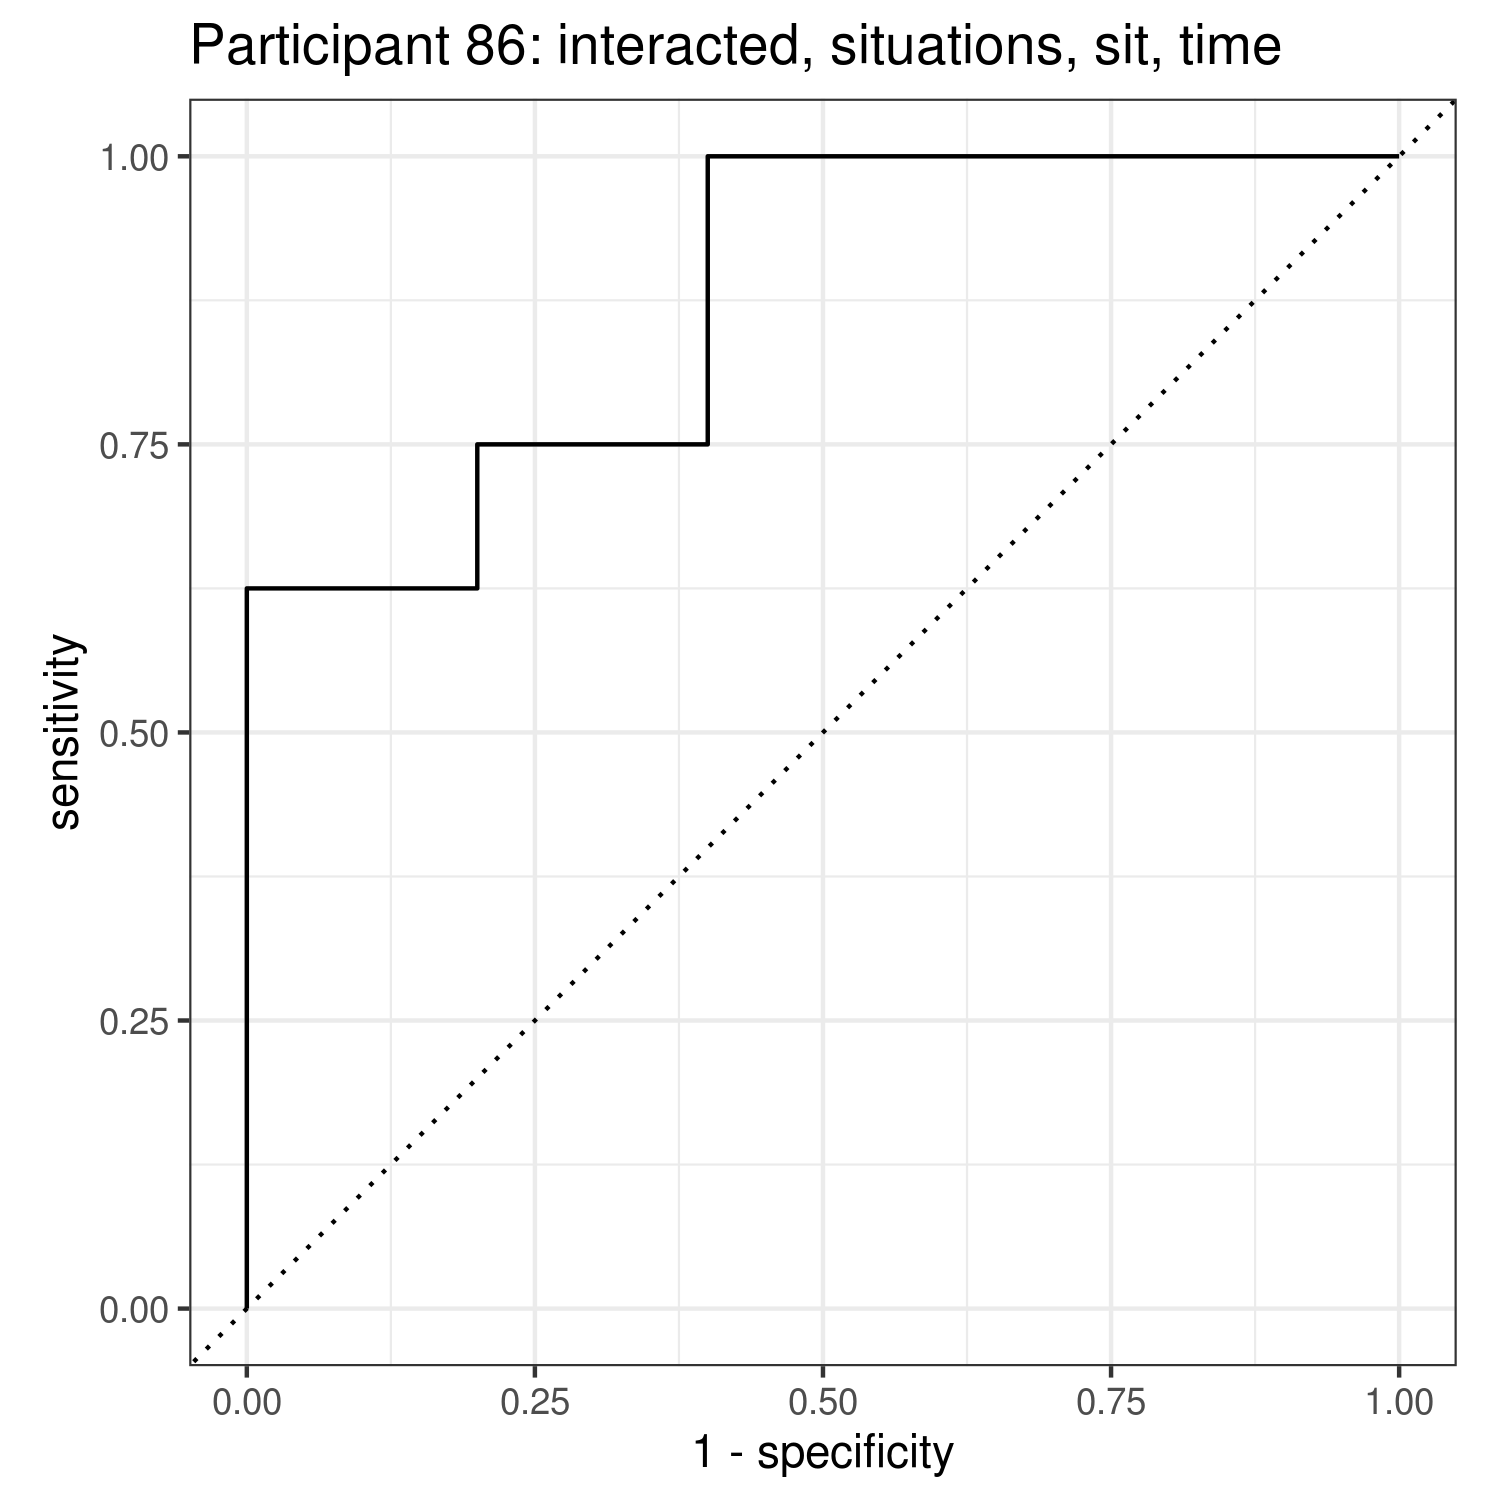 Participant 86: interacted, situations, sit, time
1.00
0.75
0.50
0.25
0.00
sensitivity
0.00 0.25 0.50 0.75 1.00
1 - specificity